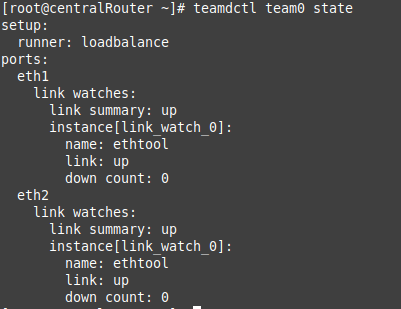 [root@centralRouter ~]# teamdctl team0 state
setup:
  runner: loadbalance
ports:
  eth1
    link watches:
      link summary: up
      instance[link_watch_0]:
        name: ethtool
        link: up
        down count: 0
  eth2
    link watches:
      link summary: up
      instance[link_watch_0]:
        name: ethtool
        link: up
        down count: 0